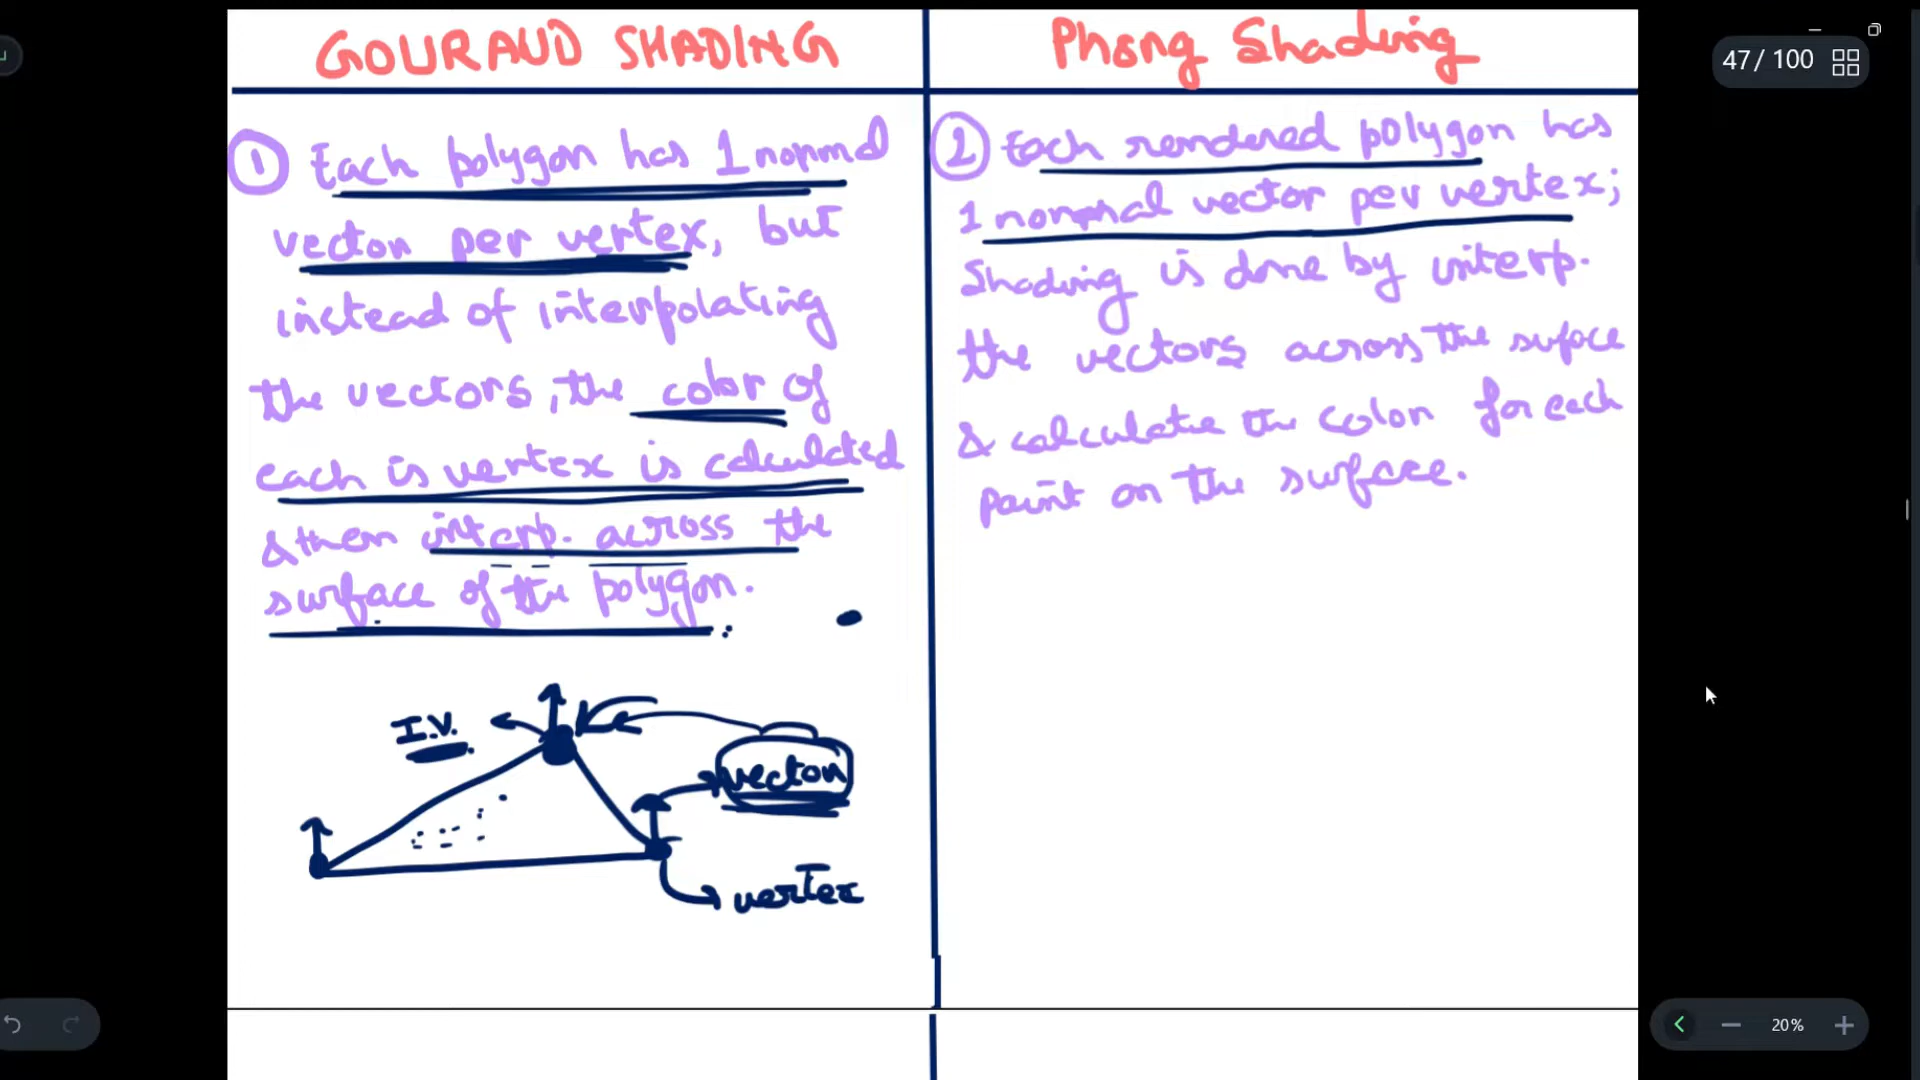 GOURAUD SHADING
① Each polygon has 1 normal
vector per vertex, but
instead of interpolating
the vectors, the color of
each is vertex is calculated
& then interp. across the
surface of the polygon.
I.V.
vector
vertex
Phong Shading
② Each rendered polygon has
1 normal vector per vertex;
Shading is done by interp.
the vectors across the surface
& calculate the color for each
point on the surface.
47/ 100
20%